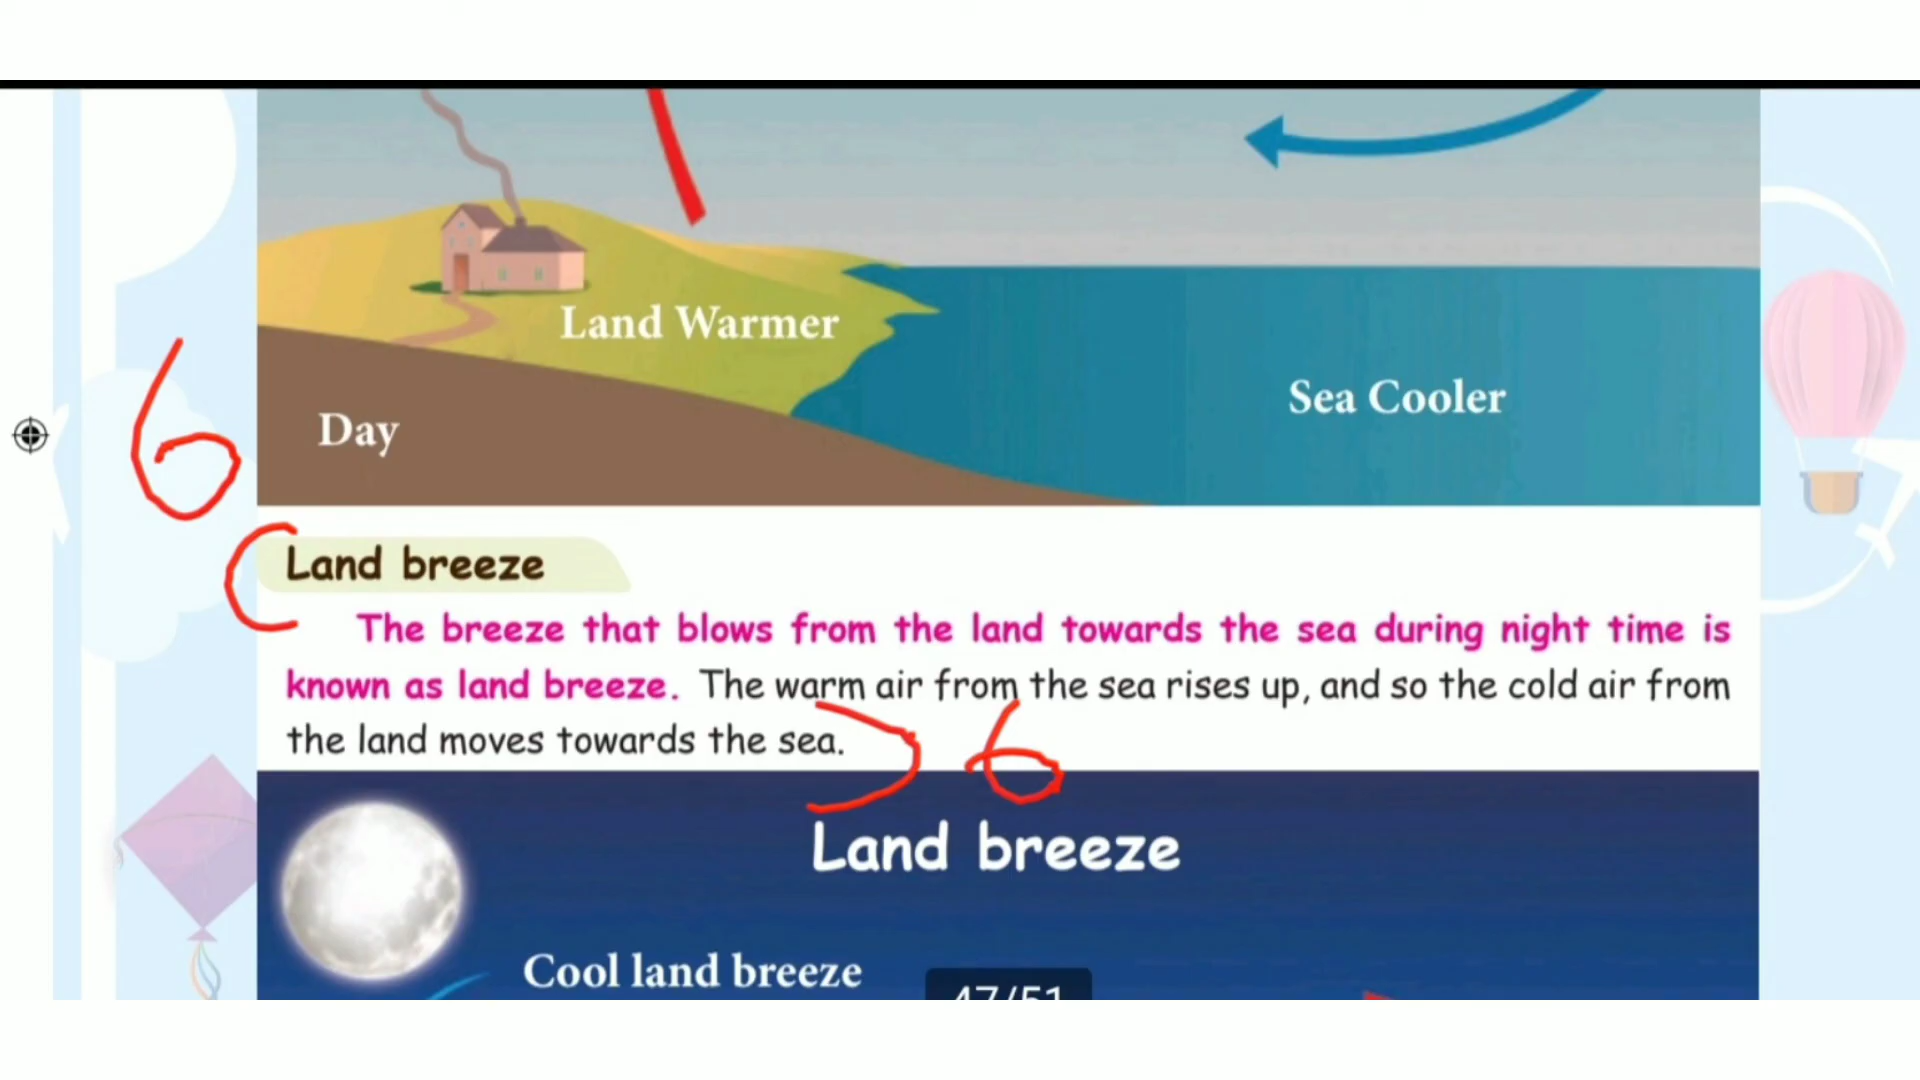 Land Warmer
Sea Cooler
Day
6
Land breeze
The breeze that blows from the land towards the sea during night time is
known as land breeze. The warm air from the sea rises up, and so the cold air from
the land moves towards the sea.
6
Land breeze
Cool land breeze
47/51